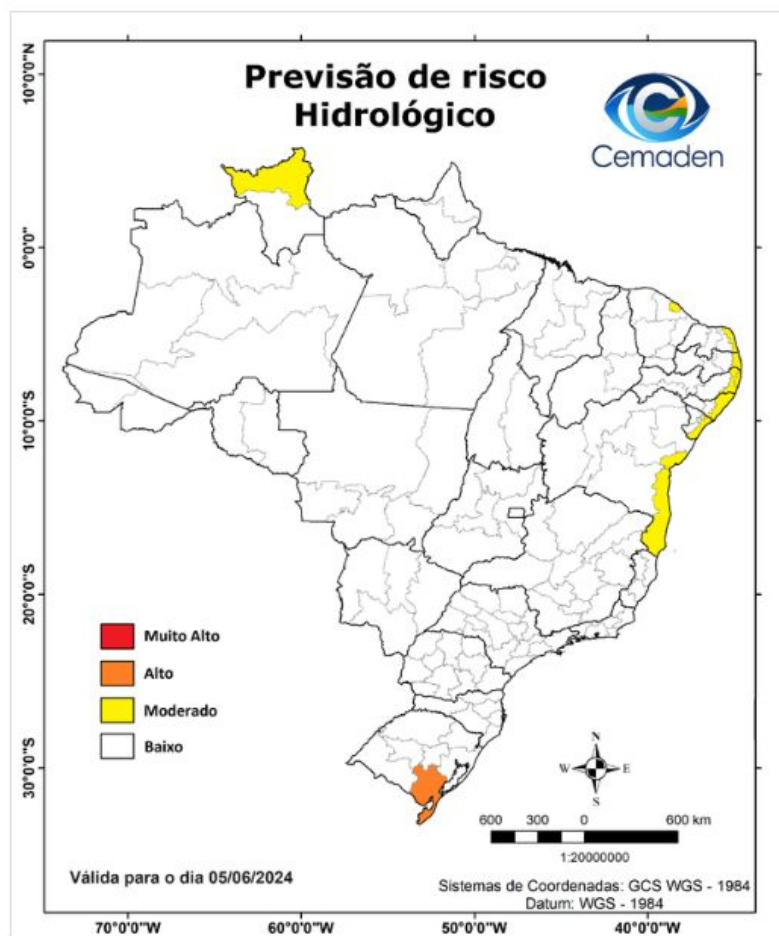 Previsão de risco
Hidrológico
Cemaden
10°0'0"N
0°0'0"
10°0'0"S
20°0'0"S
30°0'0"S
Muito Alto
Alto
Moderado
Baixo
N
W E
S
600 300 0 600 km
1:20000000
Válida para o dia 05/06/2024
Sistemas de Coordenadas: GCS WGS - 1984
Datum: WGS - 1984
70°0'0"W 60°0'0"W 50°0'0"W 40°0'0"W